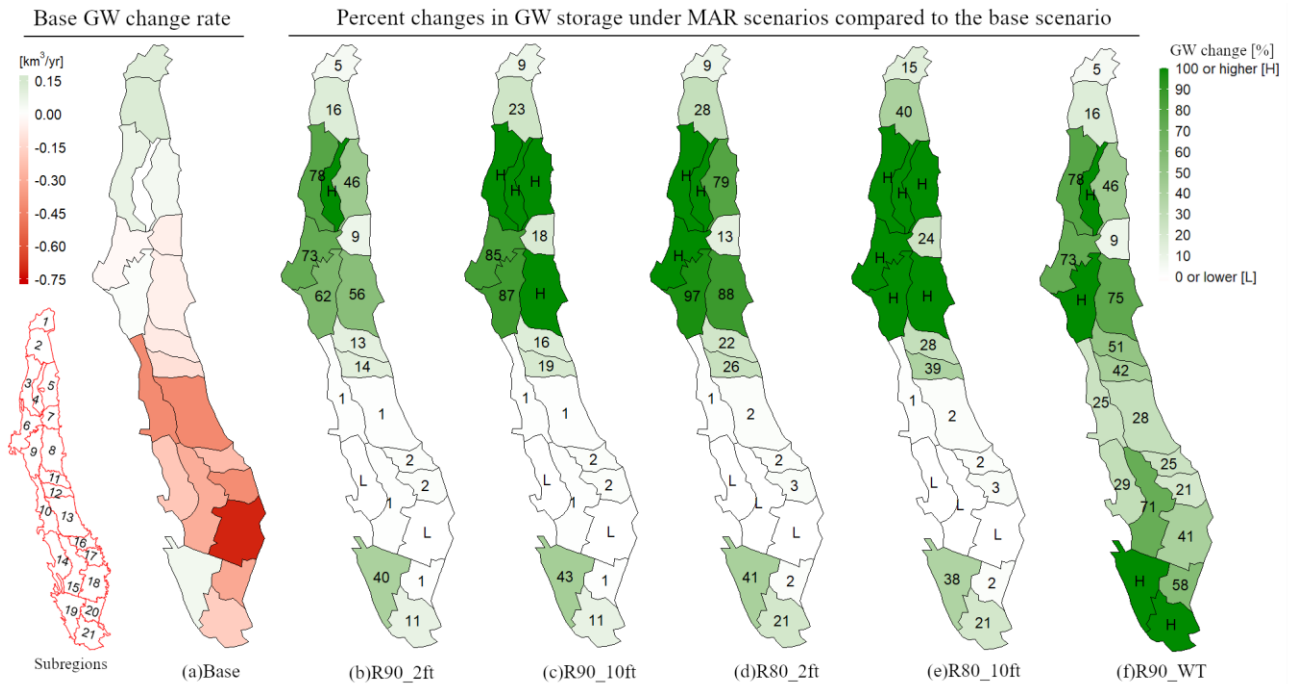 Base GW change rate
Percent changes in GW storage under MAR scenarios compared to the base scenario
[km³/yr]
0.15
0.00
-0.15
-0.30
-0.45
-0.60
-0.75
GW change [%]
100 or higher [H]
90
80
70
60
50
40
30
20
10
0 or lower [L]
1
2
3
5
4
7
6
9
8
11
12
10
13
16
17
14
18
15
19
20
21
Subregions
(a)Base
5
16
78
H
46
9
73
62
56
13
14
1
1
2
L
2
1
L
40
1
11
(b)R90_2ft
9
23
H
H
H
18
85
87
H
16
19
1
1
2
L
2
1
L
43
1
11
(c)R90_10ft
9
28
H
H
79
13
H
97
88
22
26
1
2
2
L
3
L
L
41
2
21
(d)R80_2ft
15
40
H
H
H
24
H
H
H
28
39
1
2
2
L
3
L
L
38
2
21
(e)R80_10ft
5
16
78
H
46
9
73
H
75
51
42
25
28
25
29
21
71
41
H
58
H
(f)R90_WT